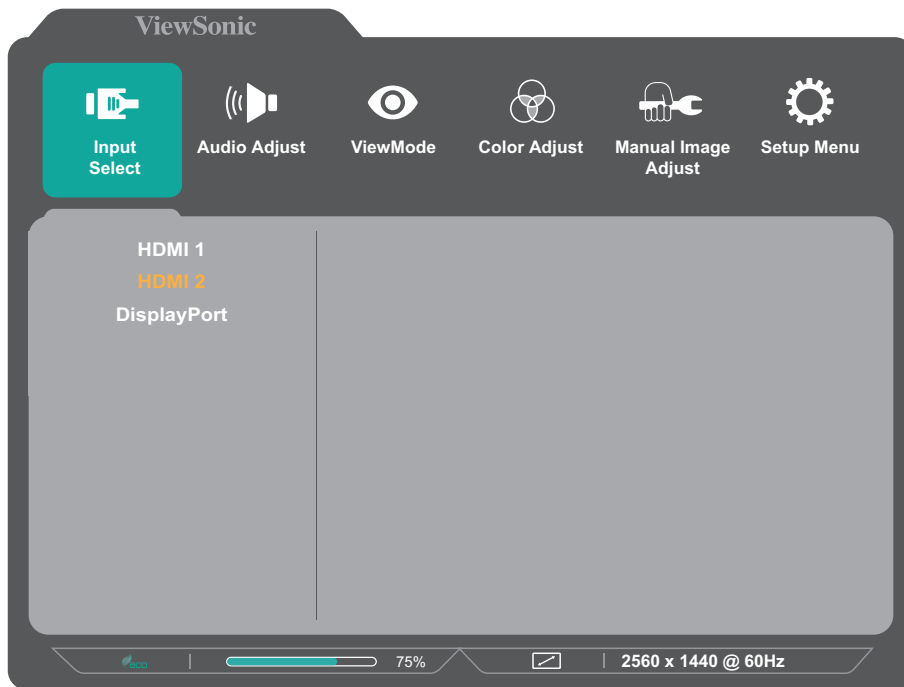 ViewSonic
Input
Select
Audio Adjust
ViewMode
Color Adjust
Manual Image
Adjust
Setup Menu
HDMI 1
HDMI 2
DisplayPort
eco
75%
2560 x 1440 @ 60Hz